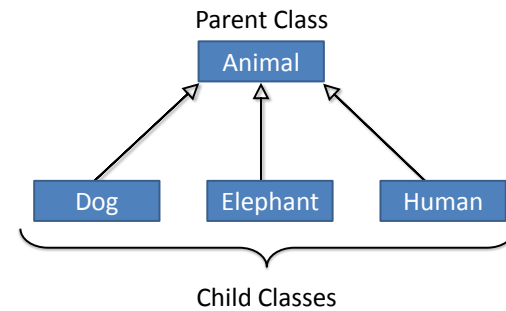 Parent Class
Animal
Dog
Elephant
Human
Child Classes